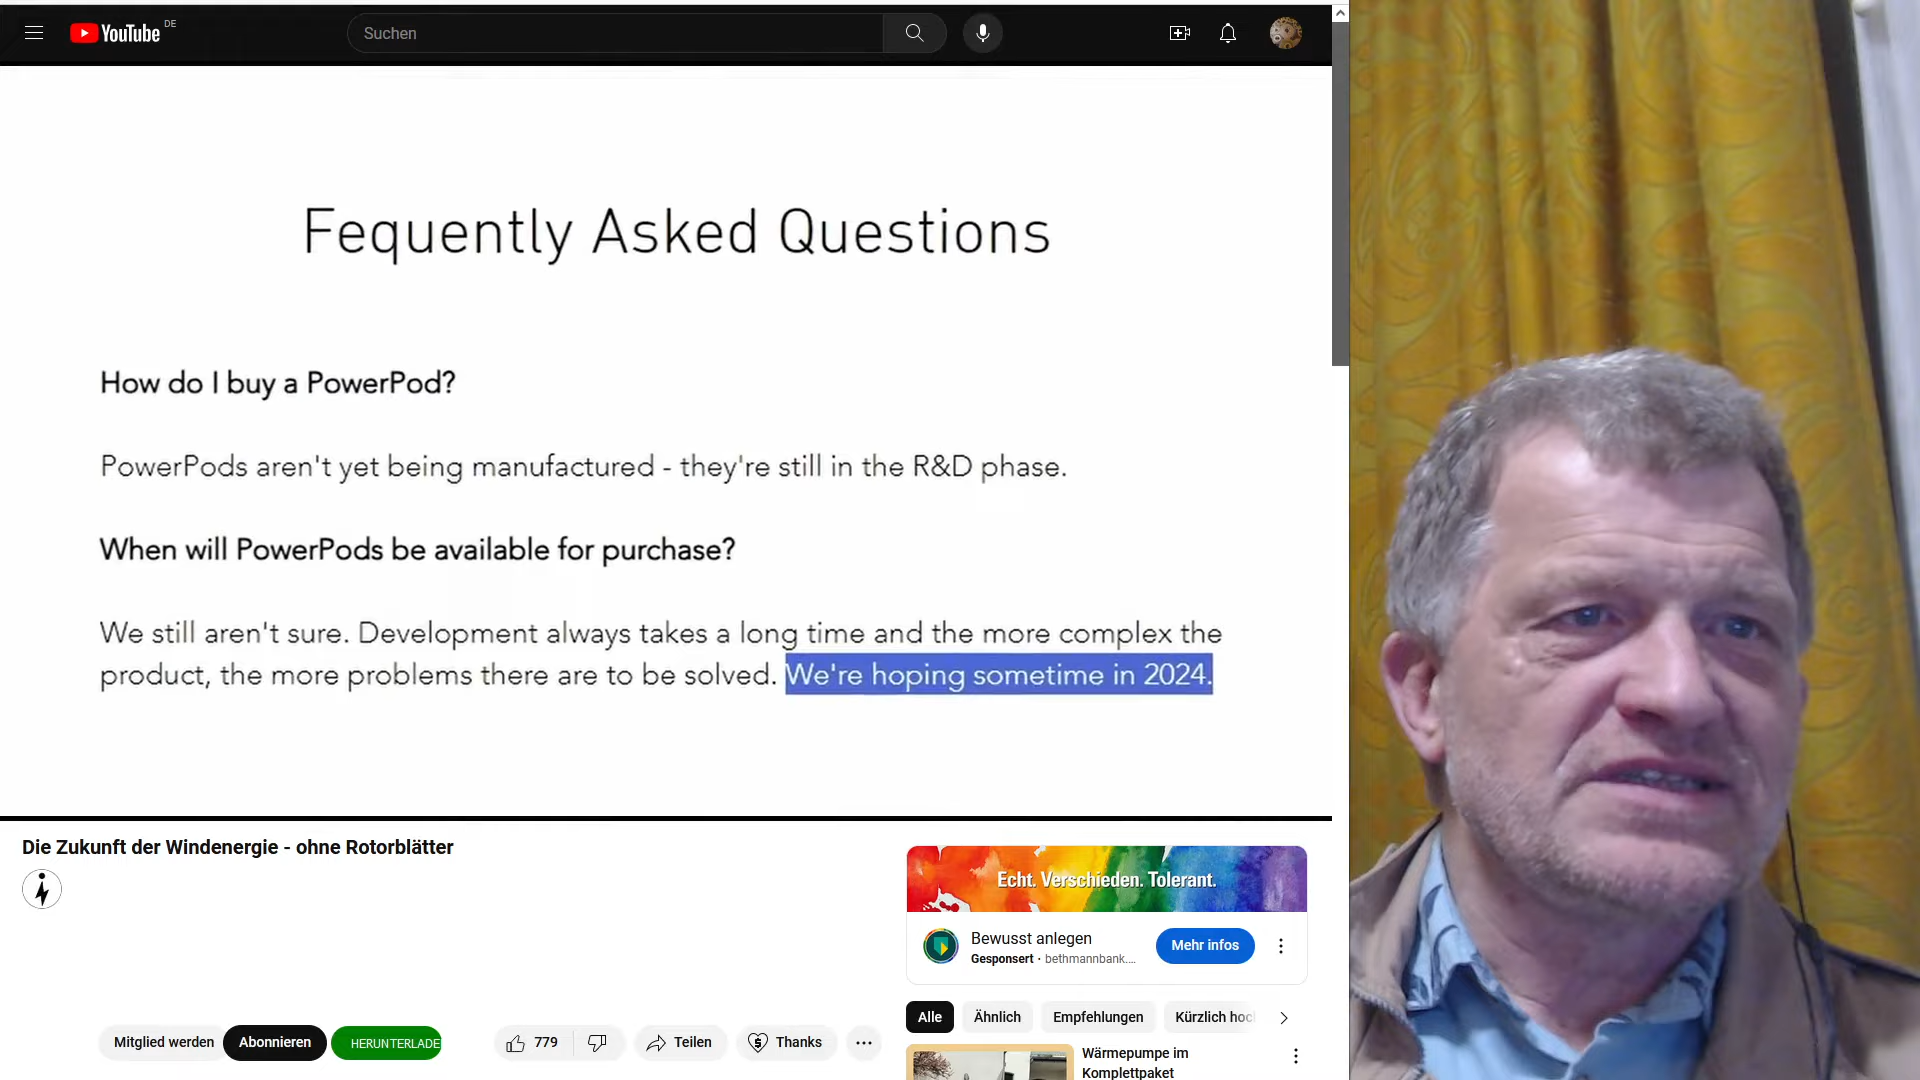 YouTube DE
Suchen
Fequently Asked Questions
How do I buy a PowerPod?
PowerPods aren't yet being manufactured - they're still in the R&D phase.
When will PowerPods be available for purchase?
We still aren't sure. Development always takes a long time and the more complex the
product, the more problems there are to be solved. We're hoping sometime in 2024.
Die Zukunft der Windenergie - ohne Rotorblätter
Mitglied werden
Abonnieren
HERUNTERLADE
779
Teilen
Thanks
Echt. Verschieden. Tolerant.
Bewusst anlegen
Gesponsert · bethmannbank....
Mehr infos
Alle
Ähnlich
Empfehlungen
Kürzlich hoc
Wärmepumpe im
Komplettpaket